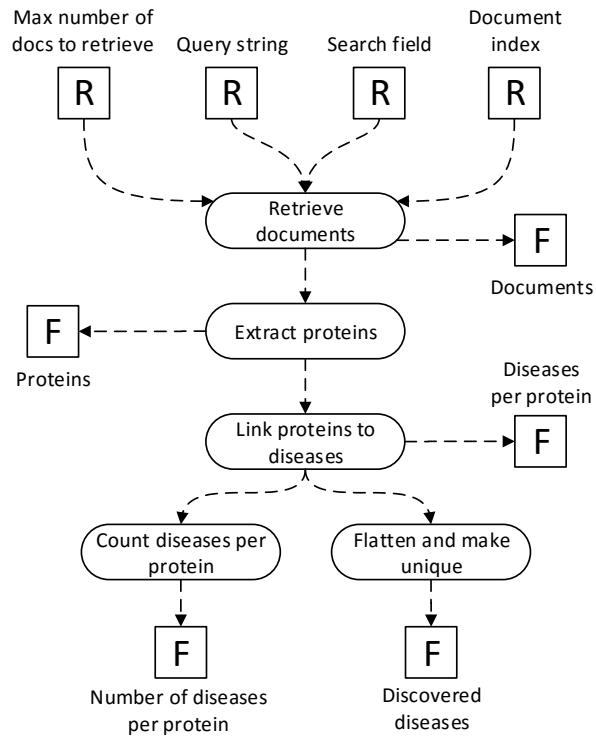 Max number of
docs to retrieve
Query string
Search field
Document
index
R
R
R
R
Retrieve
documents
F
Documents
F
Proteins
Extract proteins
Diseases
per protein
Link proteins to
diseases
F
Count diseases per
protein
Flatten and make
unique
F
Number of diseases
per protein
F
Discovered
diseases